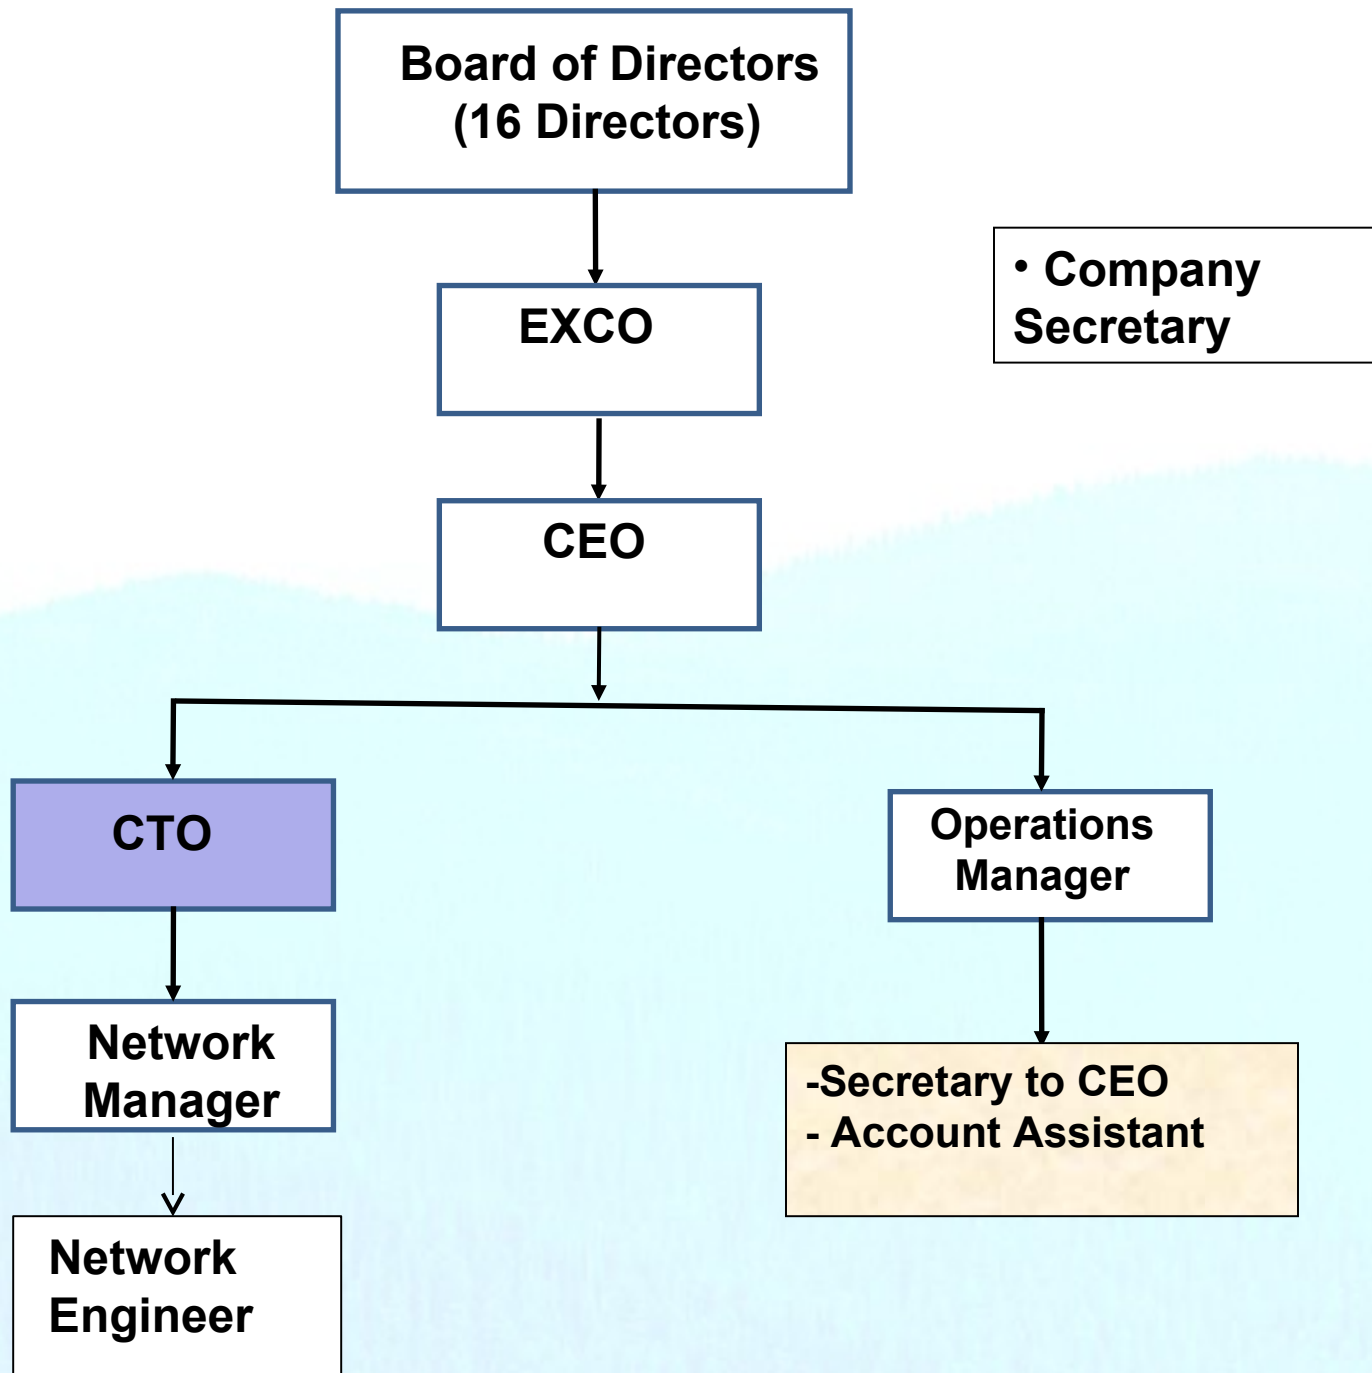 Board of Directors
(16 Directors)
EXCO
• Company
Secretary
CEO
CTO
Operations
Manager
Network
Manager
-Secretary to CEO
- Account Assistant
Network
Engineer